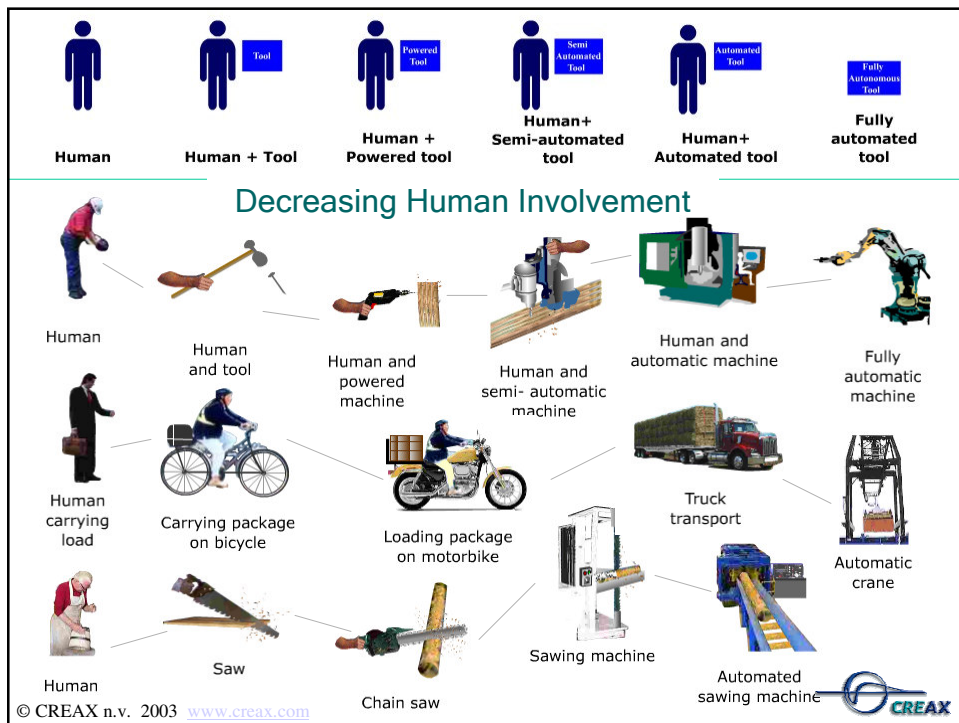 Tool
Powered
Tool
Semi
Automated
Tool
Automated
Tool
Fully
Autonomous
Tool
Human
Human + Tool
Human +
Powered tool
Human+
Semi-automated
tool
Human+
Automated tool
Fully
automated
tool
Decreasing Human Involvement
Human
Human
and tool
Human and
powered
machine
Human and
semi- automatic
machine
Human and
automatic machine
Fully
automatic
machine
Human
carrying
load
Carrying package
on bicycle
Loading package
on motorbike
Truck
transport
Automatic
crane
Human
Saw
Chain saw
Sawing machine
Automated
sawing machine
© CREAX n.v. 2003 www.creax.com
CREAX